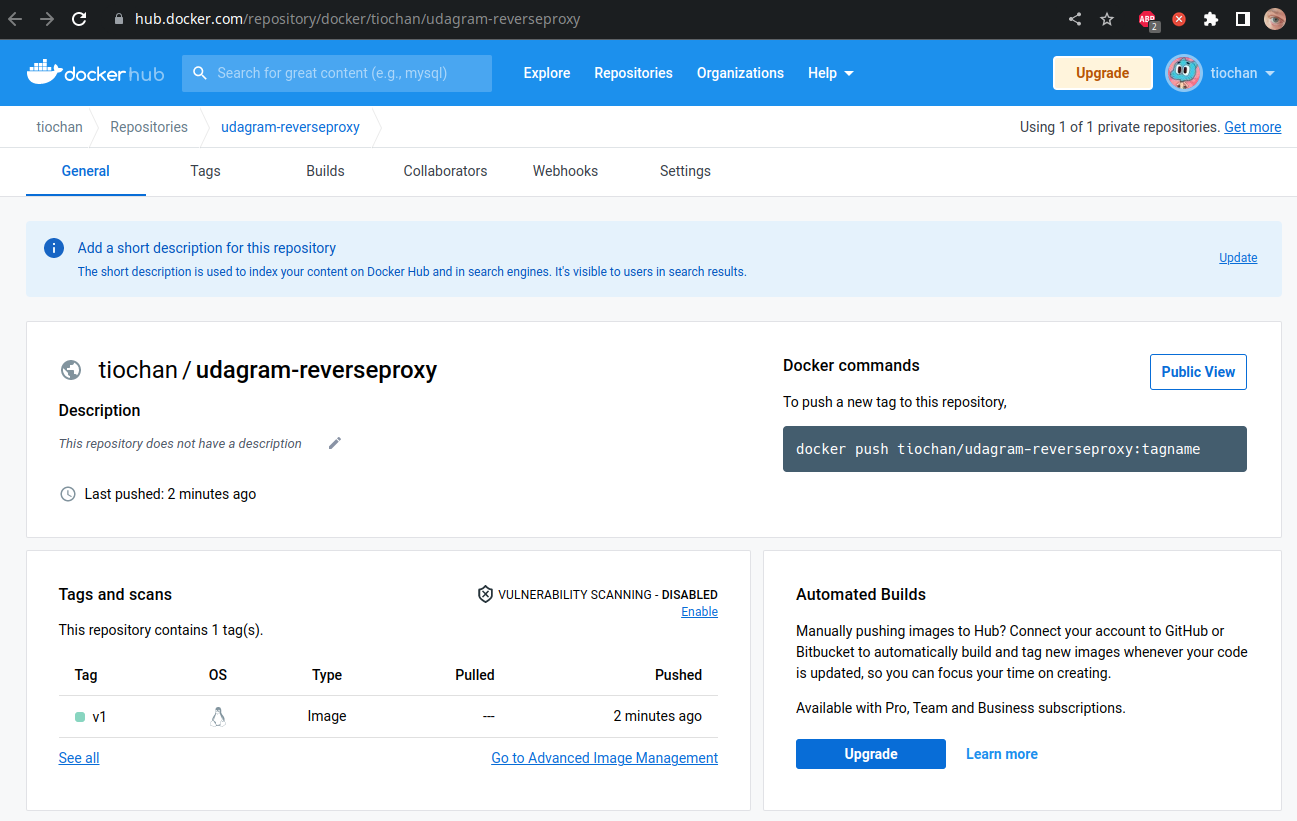 hub.docker.com/repository/docker/tiochan/udagram-reverseproxy
ABP
2
docker hub
Search for great content (e.g., mysql)
Explore
Repositories
Organizations
Help
Upgrade
tiochan
tiochan
Repositories
udagram-reverseproxy
Using 1 of 1 private repositories. Get more
General
Tags
Builds
Collaborators
Webhooks
Settings
Add a short description for this repository
The short description is used to index your content on Docker Hub and in search engines. It's visible to users in search results.
Update
tiochan / udagram-reverseproxy
Description
This repository does not have a description
Last pushed: 2 minutes ago
Docker commands
Public View
To push a new tag to this repository,
docker push tiochan/udagram-reverseproxy:tagname
Tags and scans
VULNERABILITY SCANNING - DISABLED
Enable
This repository contains 1 tag(s).
Tag OS Type Pulled Pushed
v1 Image --- 2 minutes ago
See all
Go to Advanced Image Management
Automated Builds
Manually pushing images to Hub? Connect your account to GitHub or
Bitbucket to automatically build and tag new images whenever your code
is updated, so you can focus your time on creating.
Available with Pro, Team and Business subscriptions.
Upgrade
Learn more